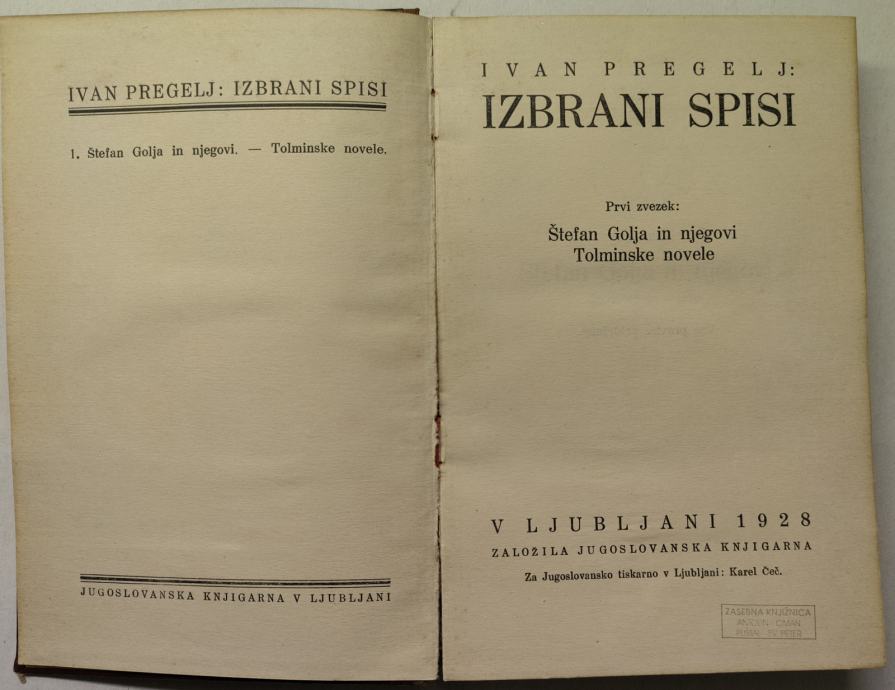 IVAN PREGELJ: IZBRANI SPISI
1. Štefan Golja in njegovi. — Tolminske novele.
JUGOSLOVANSKA KNJIGARNA V LJUBLJANI
IVAN PREGELJ:
IZBRANI SPISI
Prvi zvezek:
Štefan Golja in njegovi
Tolminske novele
V LJUBLJANI 1928
ZALOŽILA JUGOSLOVANSKA KNJIGARNA
Za Jugoslovansko tiskarno v Ljubljani: Karel Čeč.
ZASEBNA KNJIŽNICA
OMAN
PETER